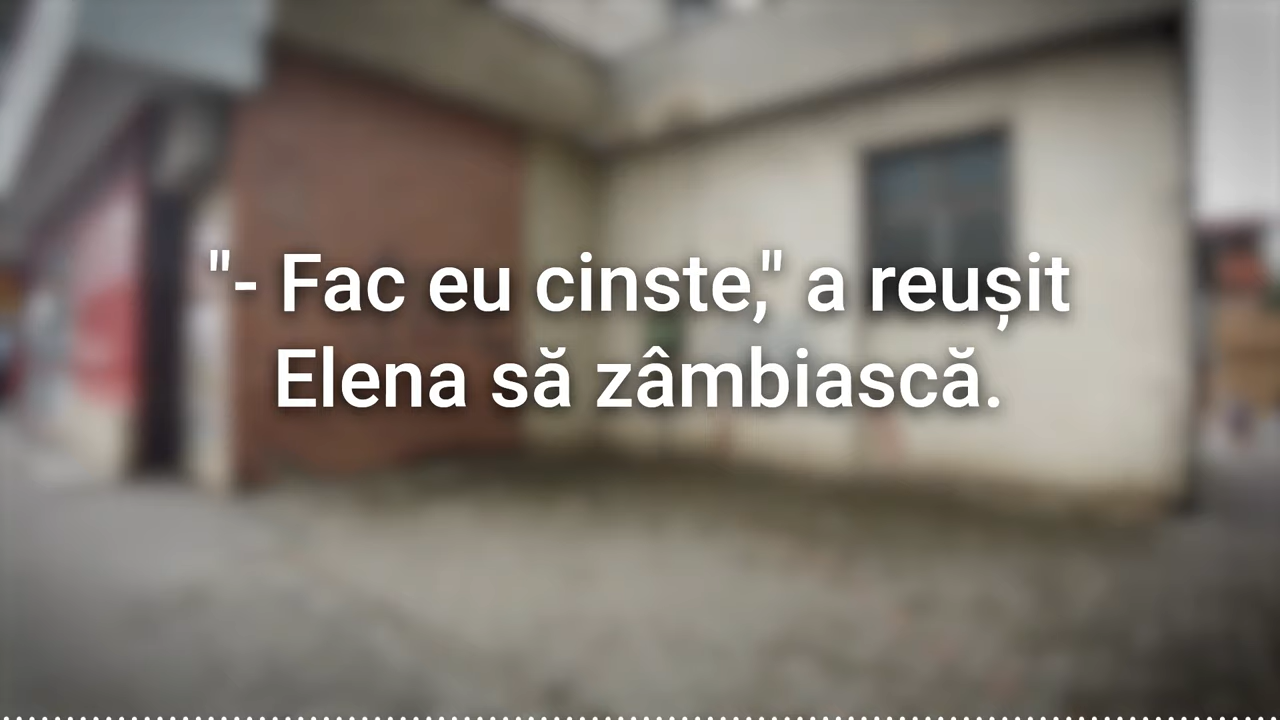 "- Fac eu cinste," a reușit
Elena să zâmbiască.